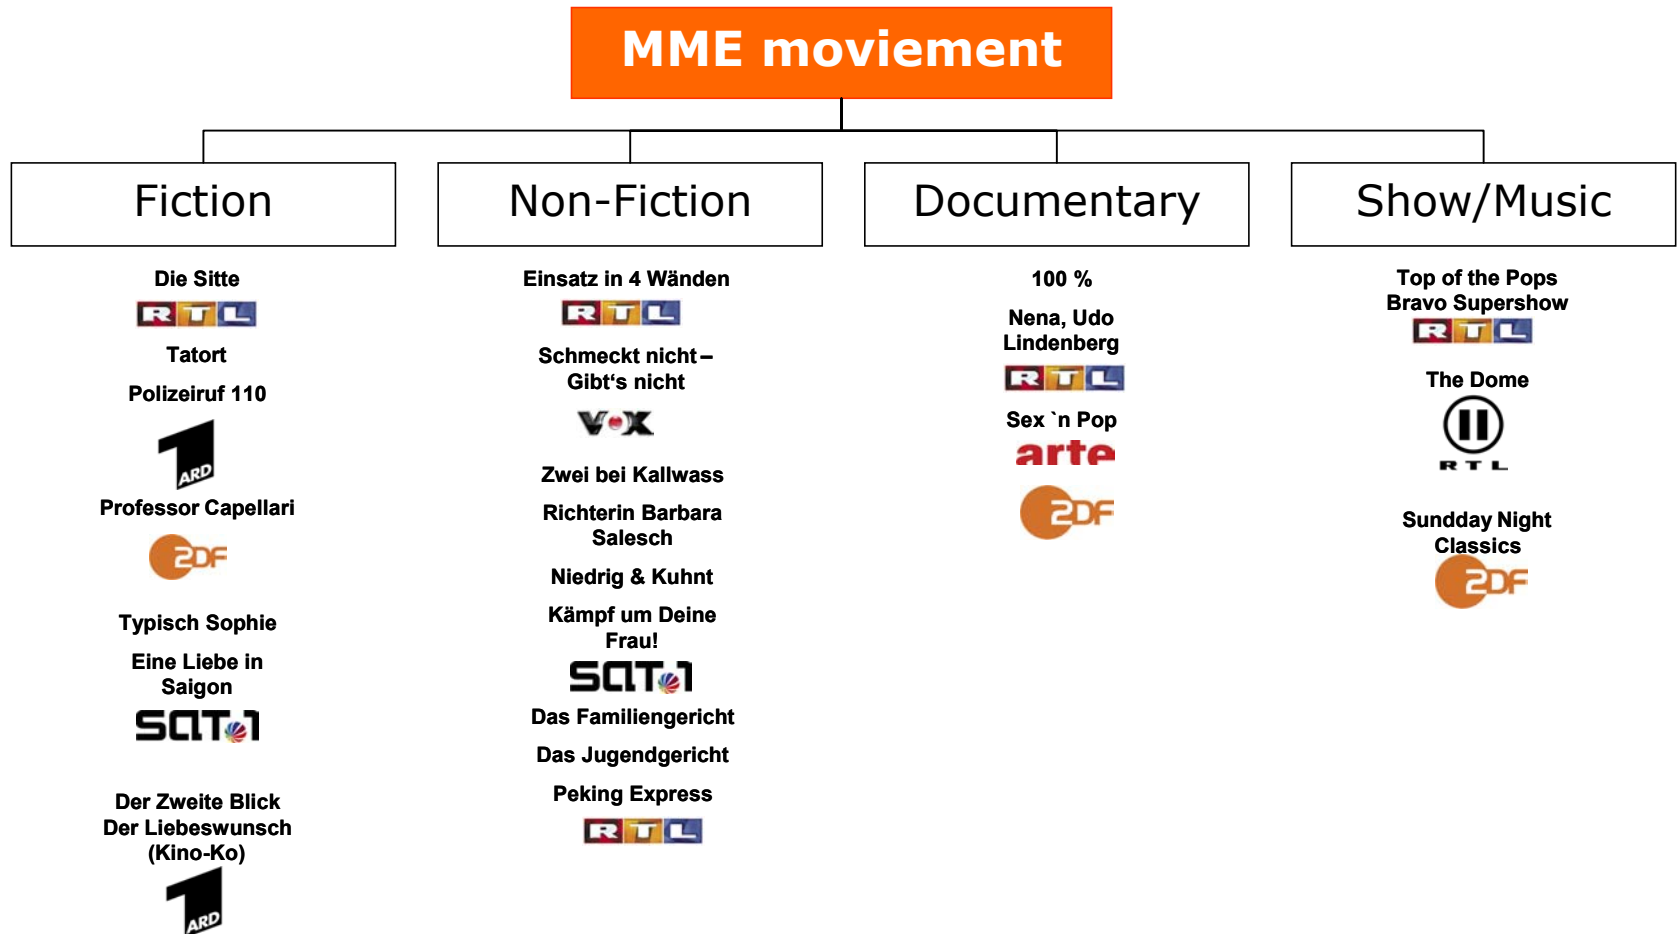 MME moviement
Fiction
Die Sitte
RTL
Tatort
Polizeiruf 110
1
ARD
Professor Capellari
2DF
Typisch Sophie
Eine Liebe in
Saigon
SAT.1
Der Zweite Blick
Der Liebeswunsch
(Kino-Ko)
1
ARD
Non-Fiction
Einsatz in 4 Wänden
RTL
Schmeckt nicht –
Gibt‘s nicht
VOX
Zwei bei Kallwass
Richterin Barbara
Salesch
Niedrig & Kuhnt
Kämpf um Deine
Frau!
SAT.1
Das Familiengericht
Das Jugendgericht
Peking Express
RTL
Documentary
100 %
Nena, Udo
Lindenberg
RTL
Sex `n Pop
arte
2DF
Show/Music
Top of the Pops
Bravo Supershow
RTL
The Dome
II
RTL
Sundday Night
Classics
2DF